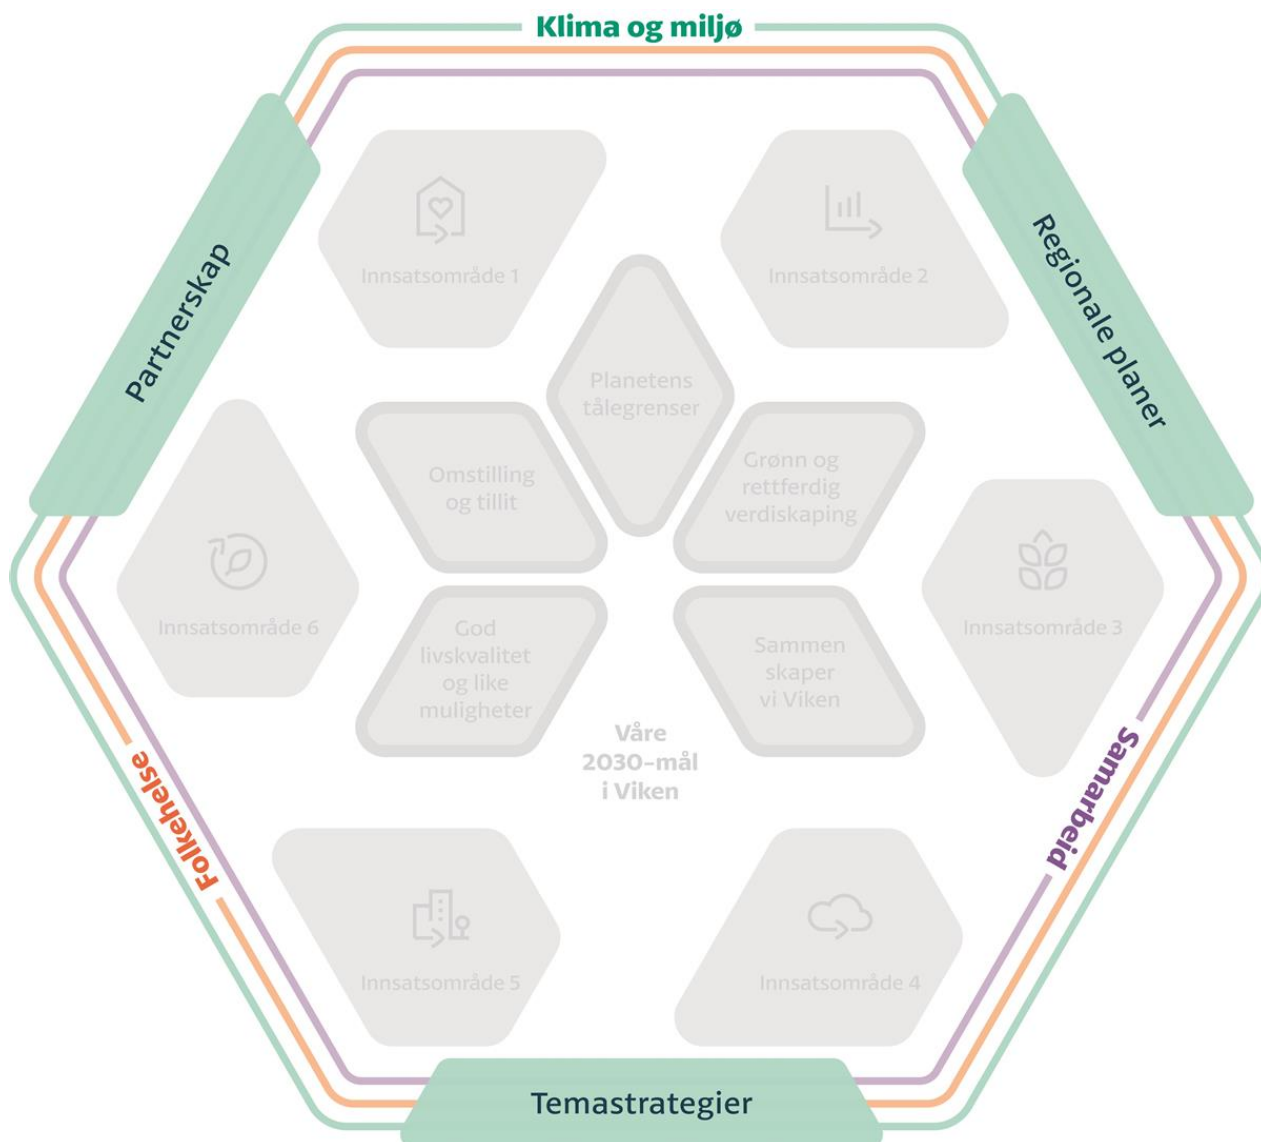 Klima og miljø
Partnerskap
Regionale planer
Innsatsområde 1
Innsatsområde 2
Planetens
tålegrenser
Omstilling
og tillit
Grønn og
rettferdig
verdiskaping
Innsatsområde 6
Innsatsområde 3
God
livskvalitet
og like
muligheter
Sammen
skaper
vi Viken
Våre
2030-mål
i Viken
Folkehelse
Samarbeid
Innsatsområde 5
Innsatsområde 4
Temastrategier